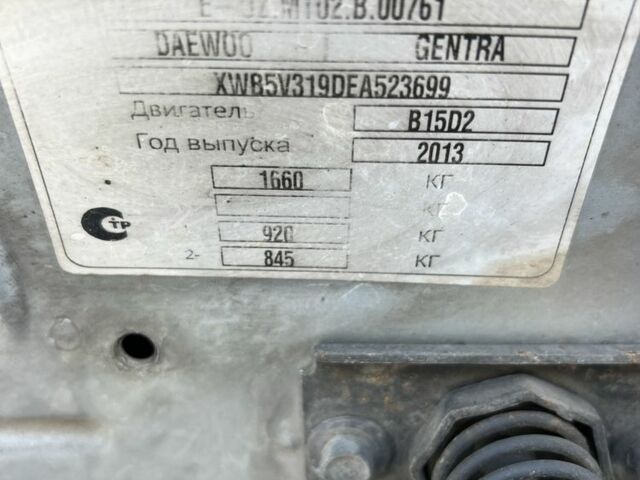 DAEWOO GENTRA
XWB5V319DEA523699
Двигатель B15D2
Год выпуска 2013
1660 КГ
КГ
920 КГ
2- 845 КГ